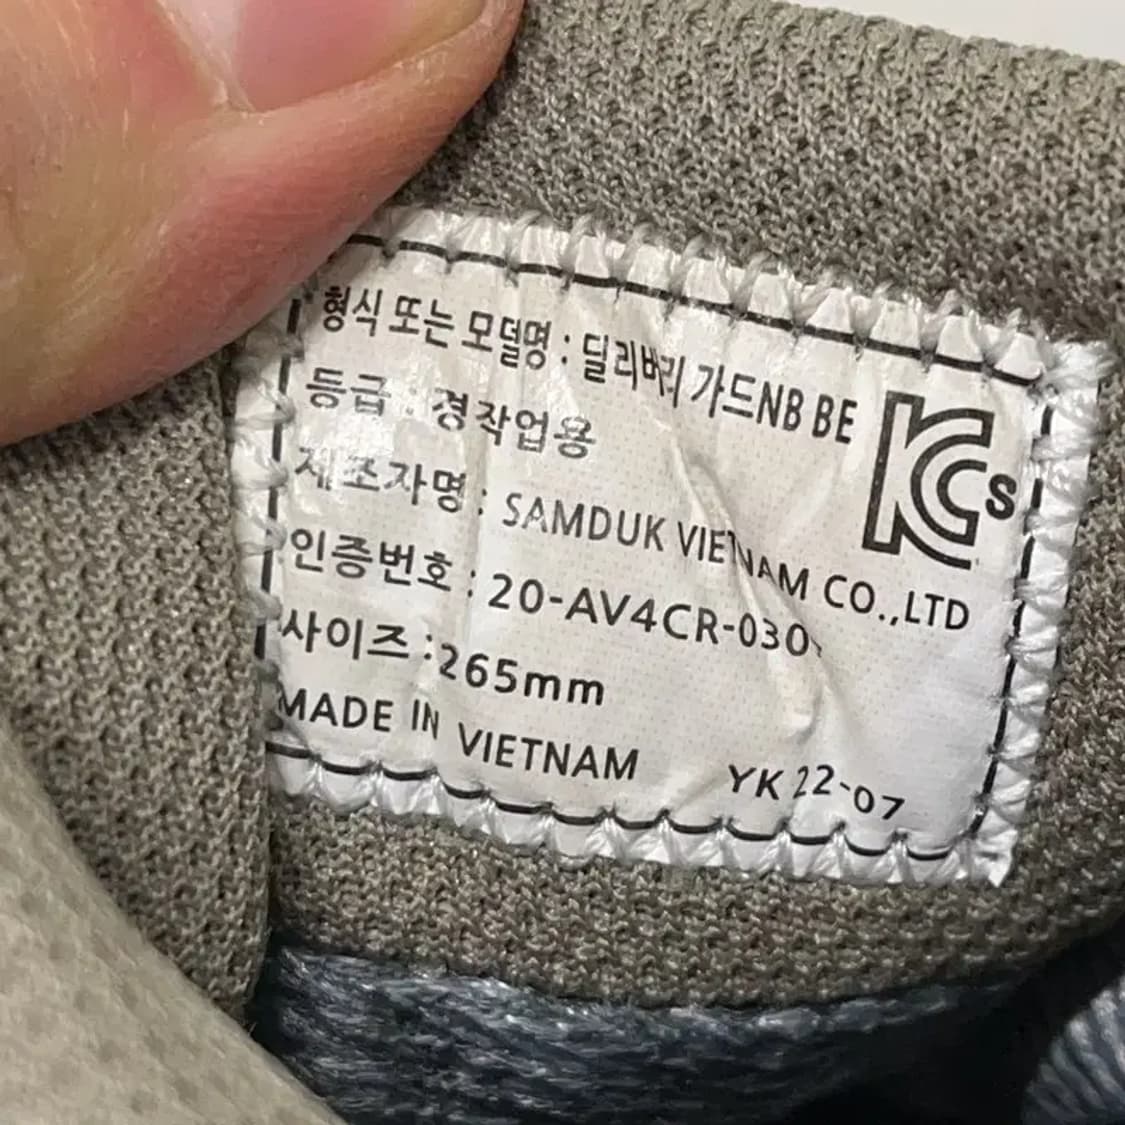 형식 또는 모델명 : 딜리버리 가드NB BE
등급 : 경작업용
제조자명 : SAMDUK VIETNAM CO.,LTD
인증번호 : 20-AV4CR-030
사이즈 :265mm
MADE IN VIETNAM YK 22-07
KCs